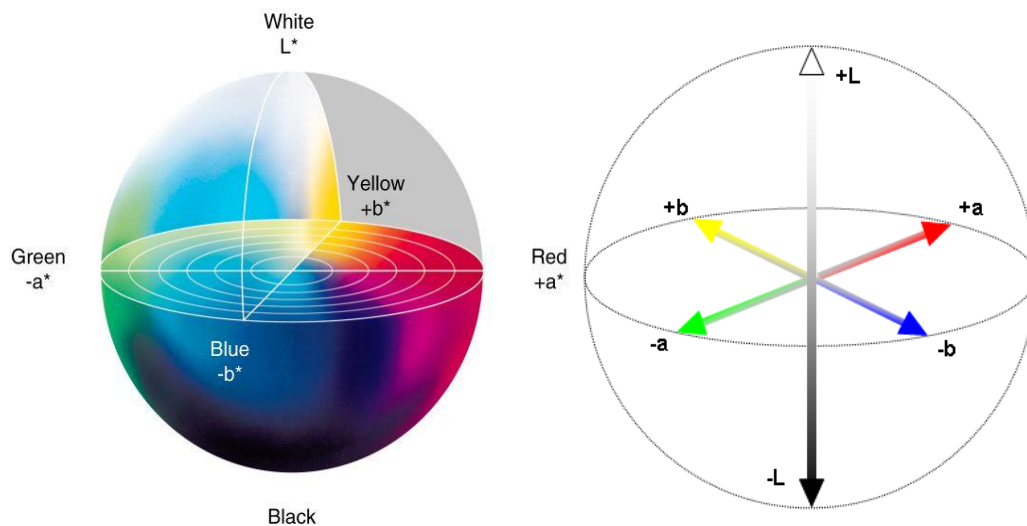 White
L*
Yellow
+b*
Green
-a*
Red
+a*
Blue
-b*
Black
+L
+b
+a
-a
-b
-L